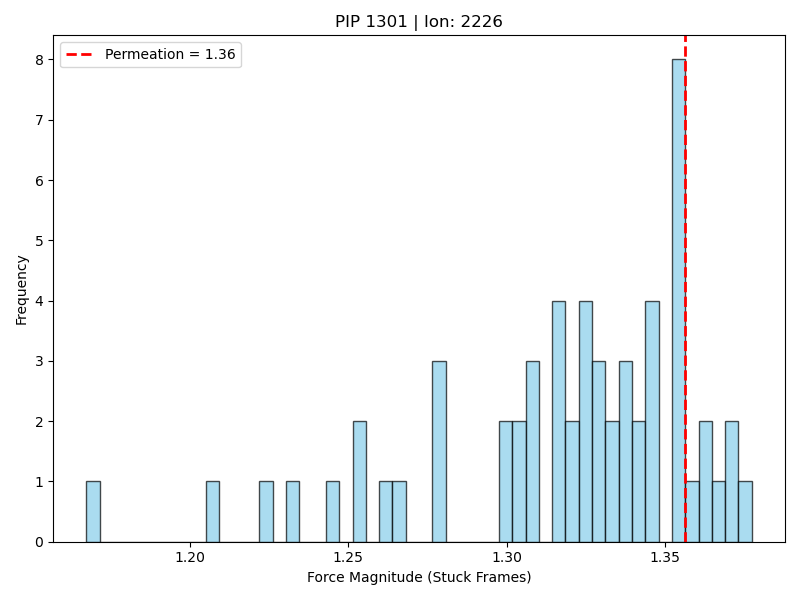 PIP 1301 | Ion: 2226
Permeation = 1.36
8
7
6
5
4
3
2
1
0
Frequency
1.20 1.25 1.30 1.35
Force Magnitude (Stuck Frames)